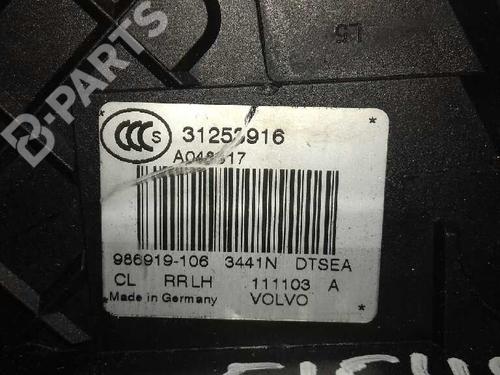 B-PARTS
L5
CCC S 31253916
986919-106 3441N DTSEA
CL RRLH 111103 A
Made in Germany VOLVO